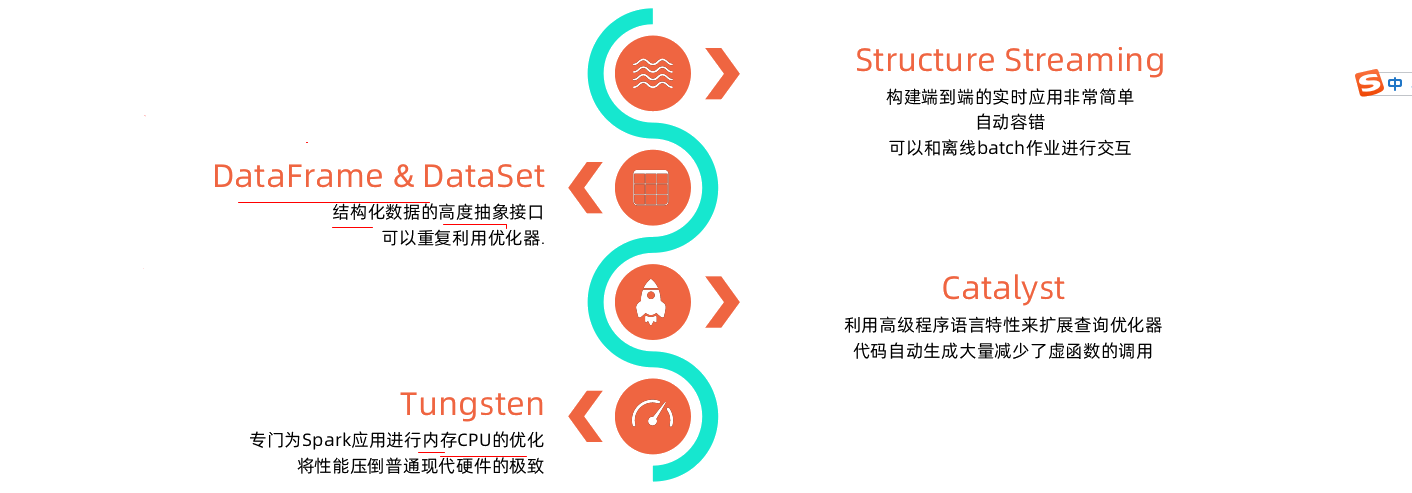 Structure Streaming
构建端到端的实时应用非常简单
自动容错
可以和离线batch作业进行交互
DataFrame & DataSet
结构化数据的高度抽象接口
可以重复利用优化器.
Catalyst
利用高级程序语言特性来扩展查询优化器
代码自动生成大量减少了虚函数的调用
Tungsten
专门为Spark应用进行内存CPU的优化
将性能压倒普通现代硬件的极致
S 中